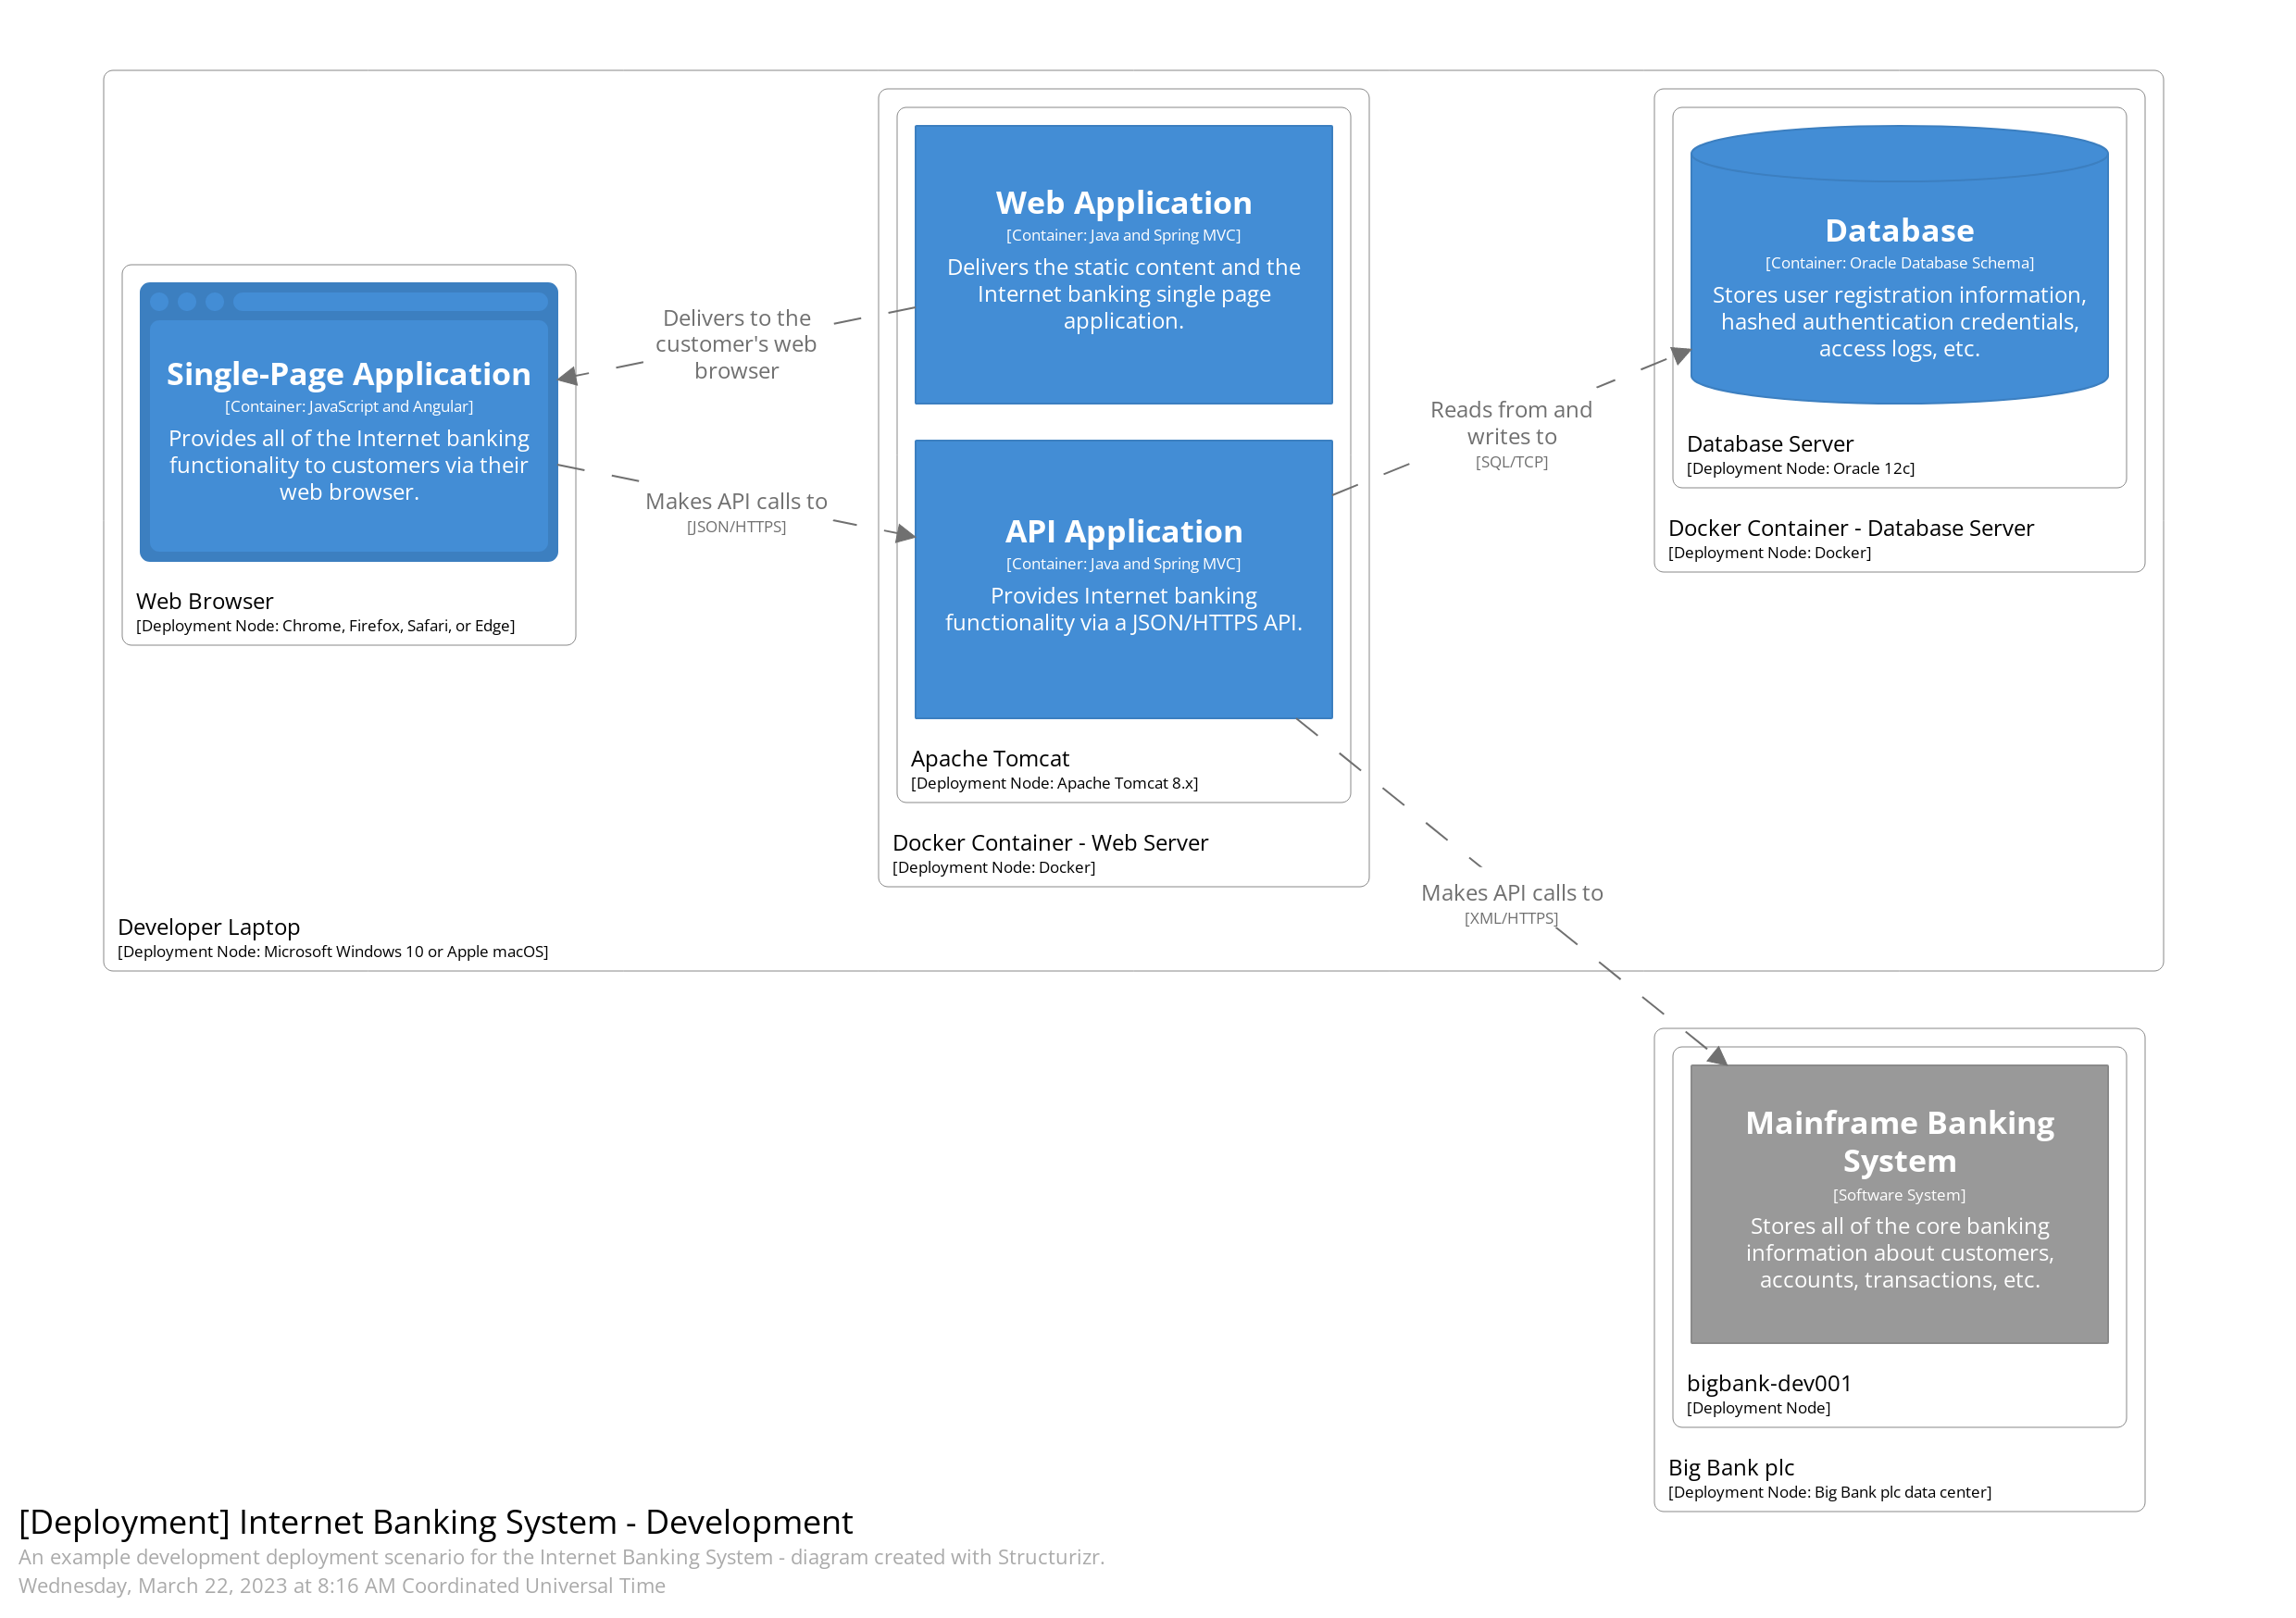 Web Application
[Container: Java and Spring MVC]
Delivers the static content and the
Internet banking single page
application.
Database
[Container: Oracle Database Schema]
Stores user registration information,
hashed authentication credentials,
access logs, etc.
Database Server
[Deployment Node: Oracle 12c]
Docker Container - Database Server
[Deployment Node: Docker]
Single-Page Application
[Container: JavaScript and Angular]
Provides all of the Internet banking
functionality to customers via their
web browser.
Web Browser
[Deployment Node: Chrome, Firefox, Safari, or Edge]
Delivers to the
customer's web
browser
Makes API calls to
[JSON/HTTPS]
Reads from and
writes to
[SQL/TCP]
API Application
[Container: Java and Spring MVC]
Provides Internet banking
functionality via a JSON/HTTPS API.
Apache Tomcat
[Deployment Node: Apache Tomcat 8.x]
Docker Container - Web Server
[Deployment Node: Docker]
Makes API calls to
[XML/HTTPS]
Developer Laptop
[Deployment Node: Microsoft Windows 10 or Apple macOS]
Mainframe Banking
System
[Software System]
Stores all of the core banking
information about customers,
accounts, transactions, etc.
bigbank-dev001
[Deployment Node]
Big Bank plc
[Deployment Node: Big Bank plc data center]
[Deployment] Internet Banking System - Development
An example development deployment scenario for the Internet Banking System - diagram created with Structurizr.
Wednesday, March 22, 2023 at 8:16 AM Coordinated Universal Time